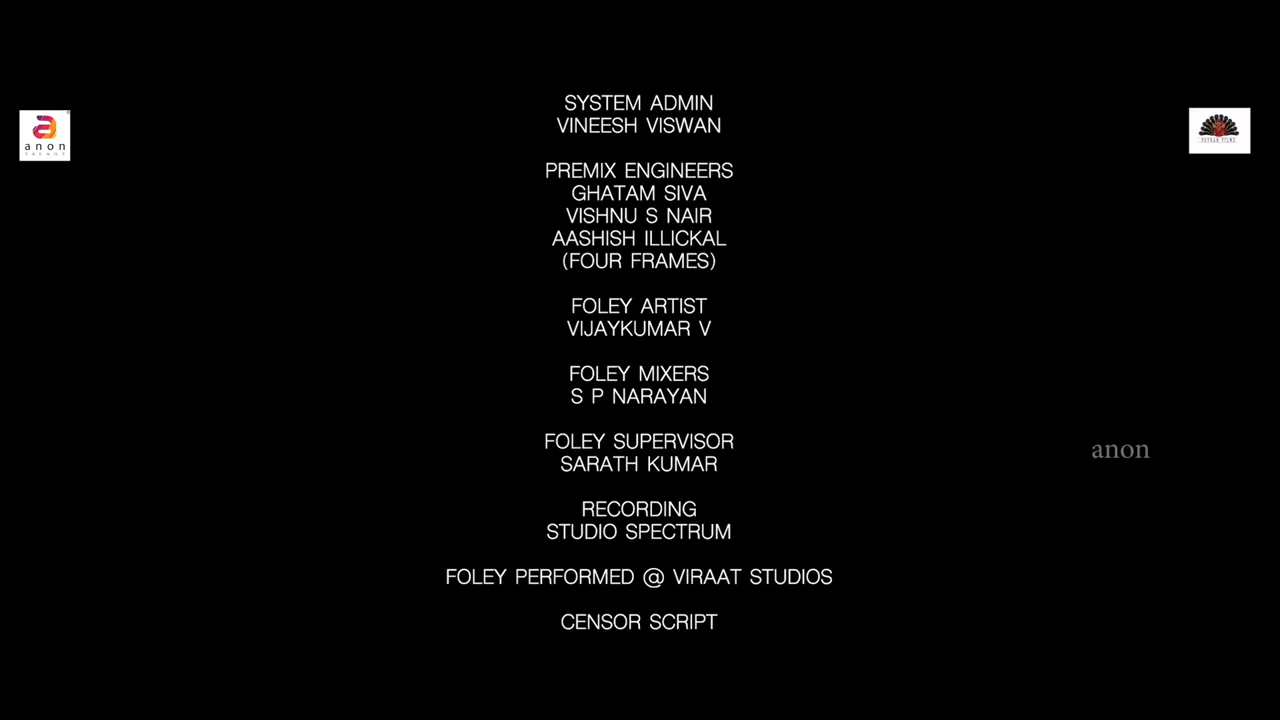 SYSTEM ADMIN
VINEESH VISWAN
PREMIX ENGINEERS
GHATAM SIVA
VISHNU S NAIR
AASHISH ILLICKAL
(FOUR FRAMES)
FOLEY ARTIST
VIJAYKUMAR V
FOLEY MIXERS
S P NARAYAN
FOLEY SUPERVISOR
SARATH KUMAR
RECORDING
STUDIO SPECTRUM
FOLEY PERFORMED @ VIRAAT STUDIOS
CENSOR SCRIPT
anon
anon